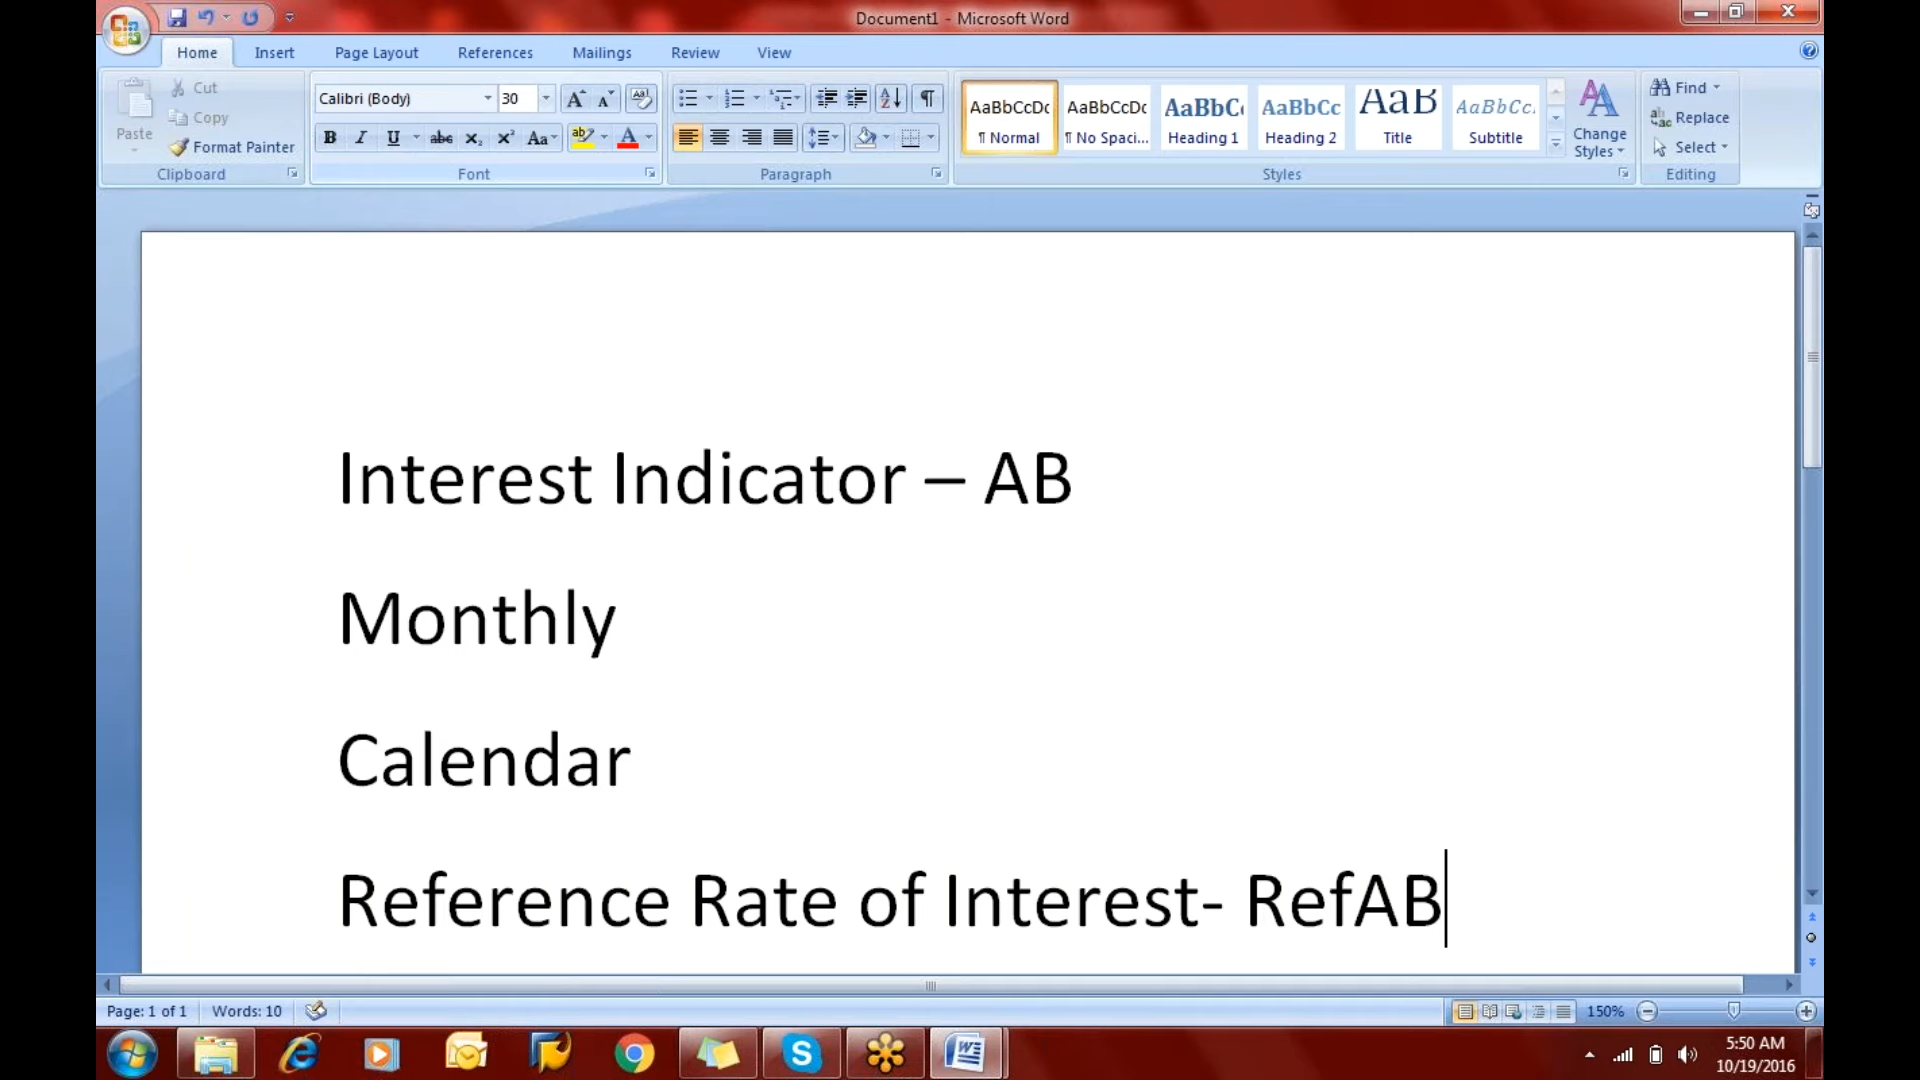 Document1 - Microsoft Word
Home Insert Page Layout References Mailings Review View
Paste
Cut
Copy
Format Painter
Clipboard
Calibri (Body) 30
Font
Paragraph
AaBbCcDc AaBbCcDc AaBbC AaBbCc AaB AaBbCc.
¶ Normal ¶ No Spaci... Heading 1 Heading 2 Title Subtitle
Styles
Change
Styles
Find
Replace
Select
Editing
Interest Indicator – AB
Monthly
Calendar
Reference Rate of Interest- RefAB
Page: 1 of 1 Words: 10 150%
5:50 AM
10/19/2016